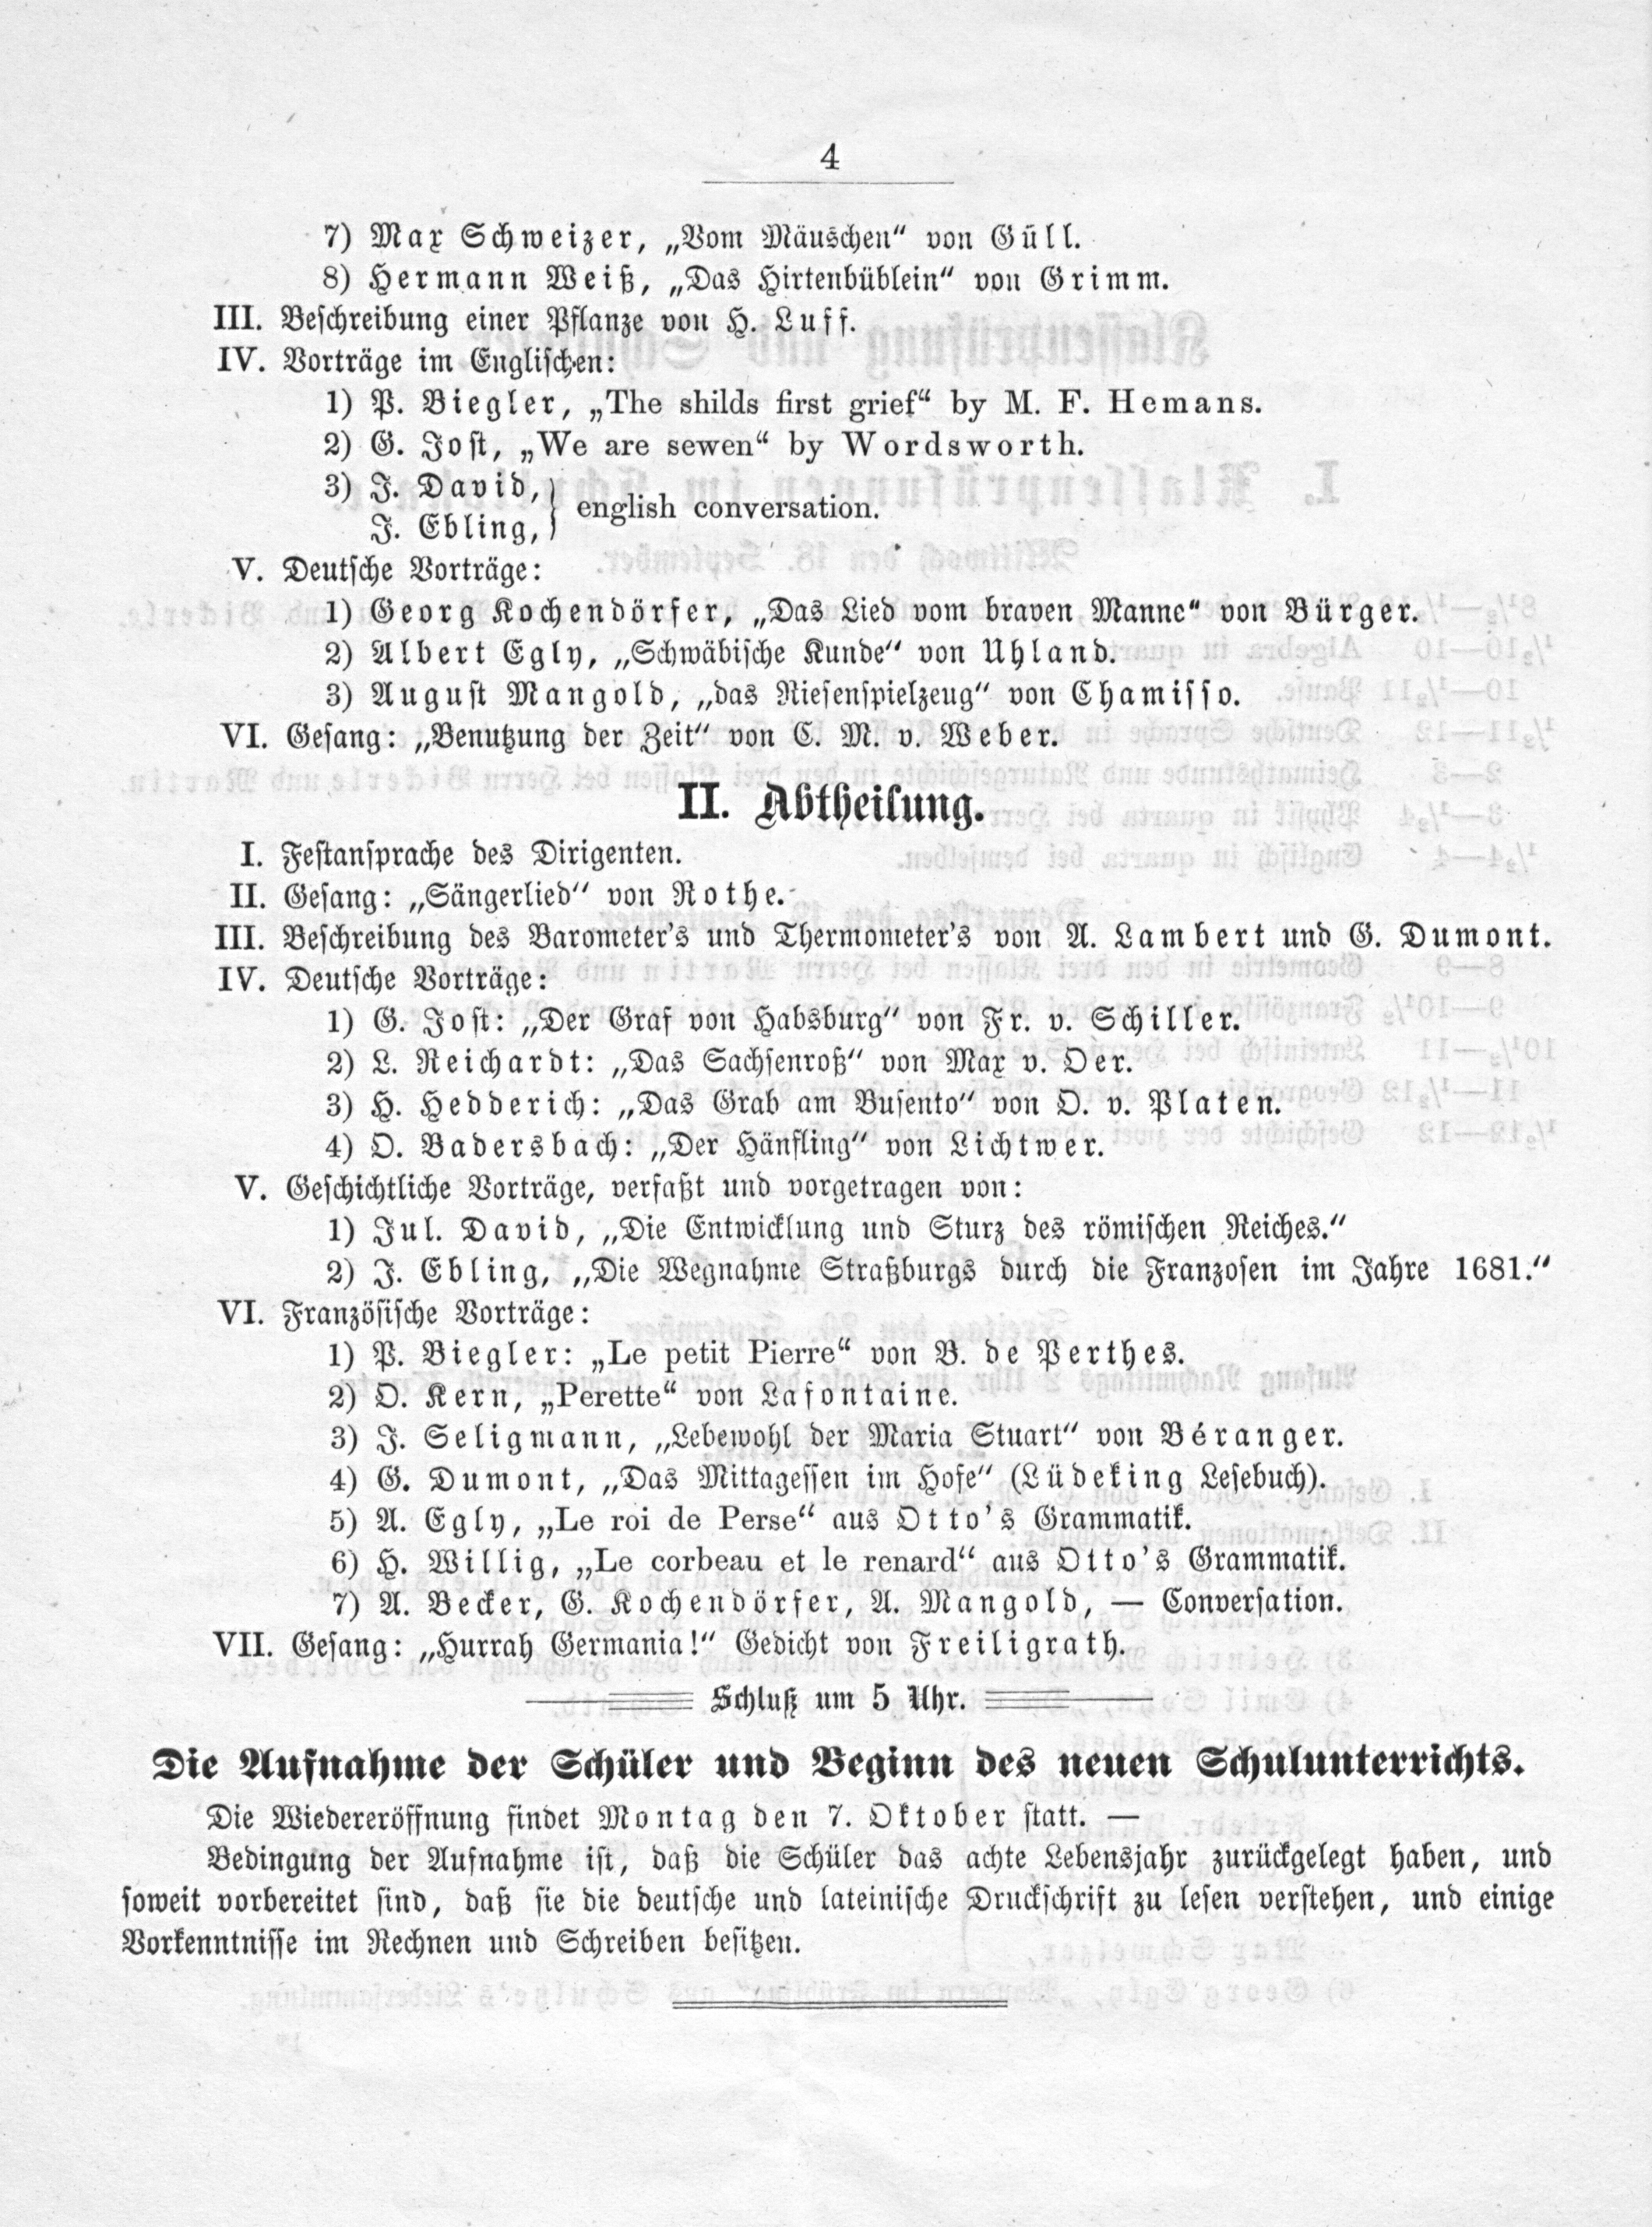 4
7) Max Schweizer, „Vom Mäuschen“ von Güll.
8) Hermann Weiß, „Das Hirtenbüblein“ von Grimm.
III. Beschreibung einer Pflanze von H. Luff.
IV. Vorträge im Englischen:
1) P. Biegler, „The shilds first grief“ by M. F. Hemans.
2) G. Jost, „We are sewen“ by Wordsworth.
3) J. David,
J. Ebling, } english conversation.
V. Deutsche Vorträge:
1) Georg Kochendörfer, „Das Lied vom braven Manne“ von Bürger.
2) Albert Egly, „Schwäbische Kunde“ von Uhland.
3) August Mangold, „das Riesenspielzeug“ von Chamisso.
VI. Gesang: „Benutzung der Zeit“ von C. M. v. Weber.
II. Abtheilung.
I. Festansprache des Dirigenten.
II. Gesang: „Sängerlied“ von Rothe.
III. Beschreibung des Barometer’s und Thermometer’s von A. Lambert und G. Dumont.
IV. Deutsche Vorträge:
1) G. Jost: „Der Graf von Habsburg“ von Fr. v. Schiller.
2) L. Reichardt: „Das Sachsenroß“ von Max v. Oer.
3) H. Hedderich: „Das Grab am Busento“ von O. v. Platen.
4) O. Badersbach: „Der Hänfling“ von Lichtwer.
V. Geschichtliche Vorträge, verfaßt und vorgetragen von:
1) Jul. David, „Die Entwicklung und Sturz des römischen Reiches.“
2) J. Ebling, „Die Wegnahme Straßburgs durch die Franzosen im Jahre 1681.“
VI. Französische Vorträge:
1) P. Biegler: „Le petit Pierre“ von B. de Perthes.
2) O. Kern, „Perette“ von Lafontaine.
3) J. Seligmann, „Lebewohl der Maria Stuart“ von Béranger.
4) G. Dumont, „Das Mittagessen im Hofe“ (Lüdeking Lesebuch).
5) A. Egly, „Le roi de Perse“ aus Otto’s Grammatik.
6) H. Willig, „Le corbeau et le renard“ aus Otto’s Grammatik.
7) A. Becker, G. Kochendörfer, A. Mangold, — Conversation.
VII. Gesang: „Hurrah Germania!“ Gedicht von Freiligrath.
Schluß um 5 Uhr.
Die Aufnahme der Schüler und Beginn des neuen Schulunterrichts.
Die Wiedereröffnung findet Montag den 7. Oktober statt. —
Bedingung der Aufnahme ist, daß die Schüler das achte Lebensjahr zurückgelegt haben, und
soweit vorbereitet sind, daß sie die deutsche und lateinische Druckschrift zu lesen verstehen, und einige
Vorkenntnisse im Rechnen und Schreiben besitzen.